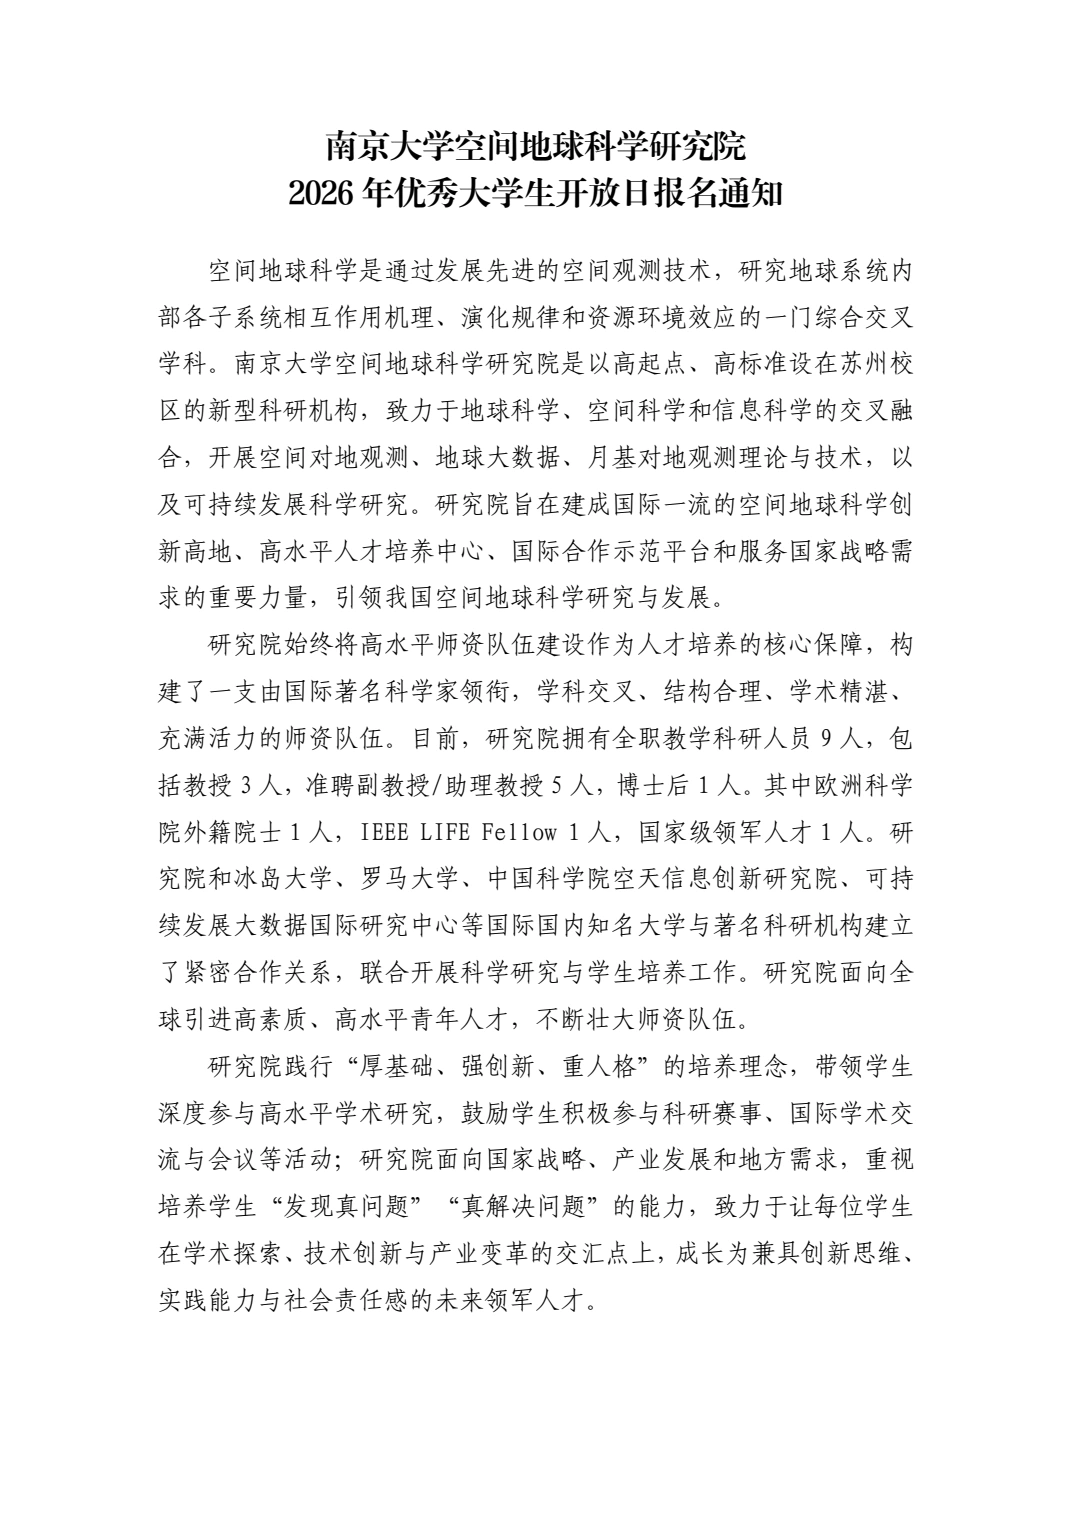 南京大学空间地球科学研究院
2026 年优秀大学生开放日报名通知
空间地球科学是通过发展先进的空间观测技术，研究地球系统内
部各子系统相互作用机理、演化规律和资源环境效应的一门综合交叉
学科。南京大学空间地球科学研究院是以高起点、高标准设在苏州校
区的新型科研机构，致力于地球科学、空间科学和信息科学的交叉融
合，开展空间对地观测、地球大数据、月基对地观测理论与技术，以
及可持续发展科学研究。研究院旨在建成国际一流的空间地球科学创
新高地、高水平人才培养中心、国际合作示范平台和服务国家战略需
求的重要力量，引领我国空间地球科学研究与发展。
研究院始终将高水平师资队伍建设作为人才培养的核心保障，构
建了一支由国际著名科学家领衔，学科交叉、结构合理、学术精湛、
充满活力的师资队伍。目前，研究院拥有全职教学科研人员 9 人，包
括教授 3 人，准聘副教授/助理教授 5 人，博士后 1 人。其中欧洲科学
院外籍院士 1 人，IEEE LIFE Fellow 1 人，国家级领军人才 1 人。研
究院和冰岛大学、罗马大学、中国科学院空天信息创新研究院、可持
续发展大数据国际研究中心等国际国内知名大学与著名科研机构建立
了紧密合作关系，联合开展科学研究与学生培养工作。研究院面向全
球引进高素质、高水平青年人才，不断壮大师资队伍。
研究院践行“厚基础、强创新、重人格”的培养理念，带领学生
深度参与高水平学术研究，鼓励学生积极参与科研赛事、国际学术交
流与会议等活动；研究院面向国家战略、产业发展和地方需求，重视
培养学生“发现真问题”“真解决问题”的能力，致力于让每位学生
在学术探索、技术创新与产业变革的交汇点上，成长为兼具创新思维、
实践能力与社会责任感的未来领军人才。